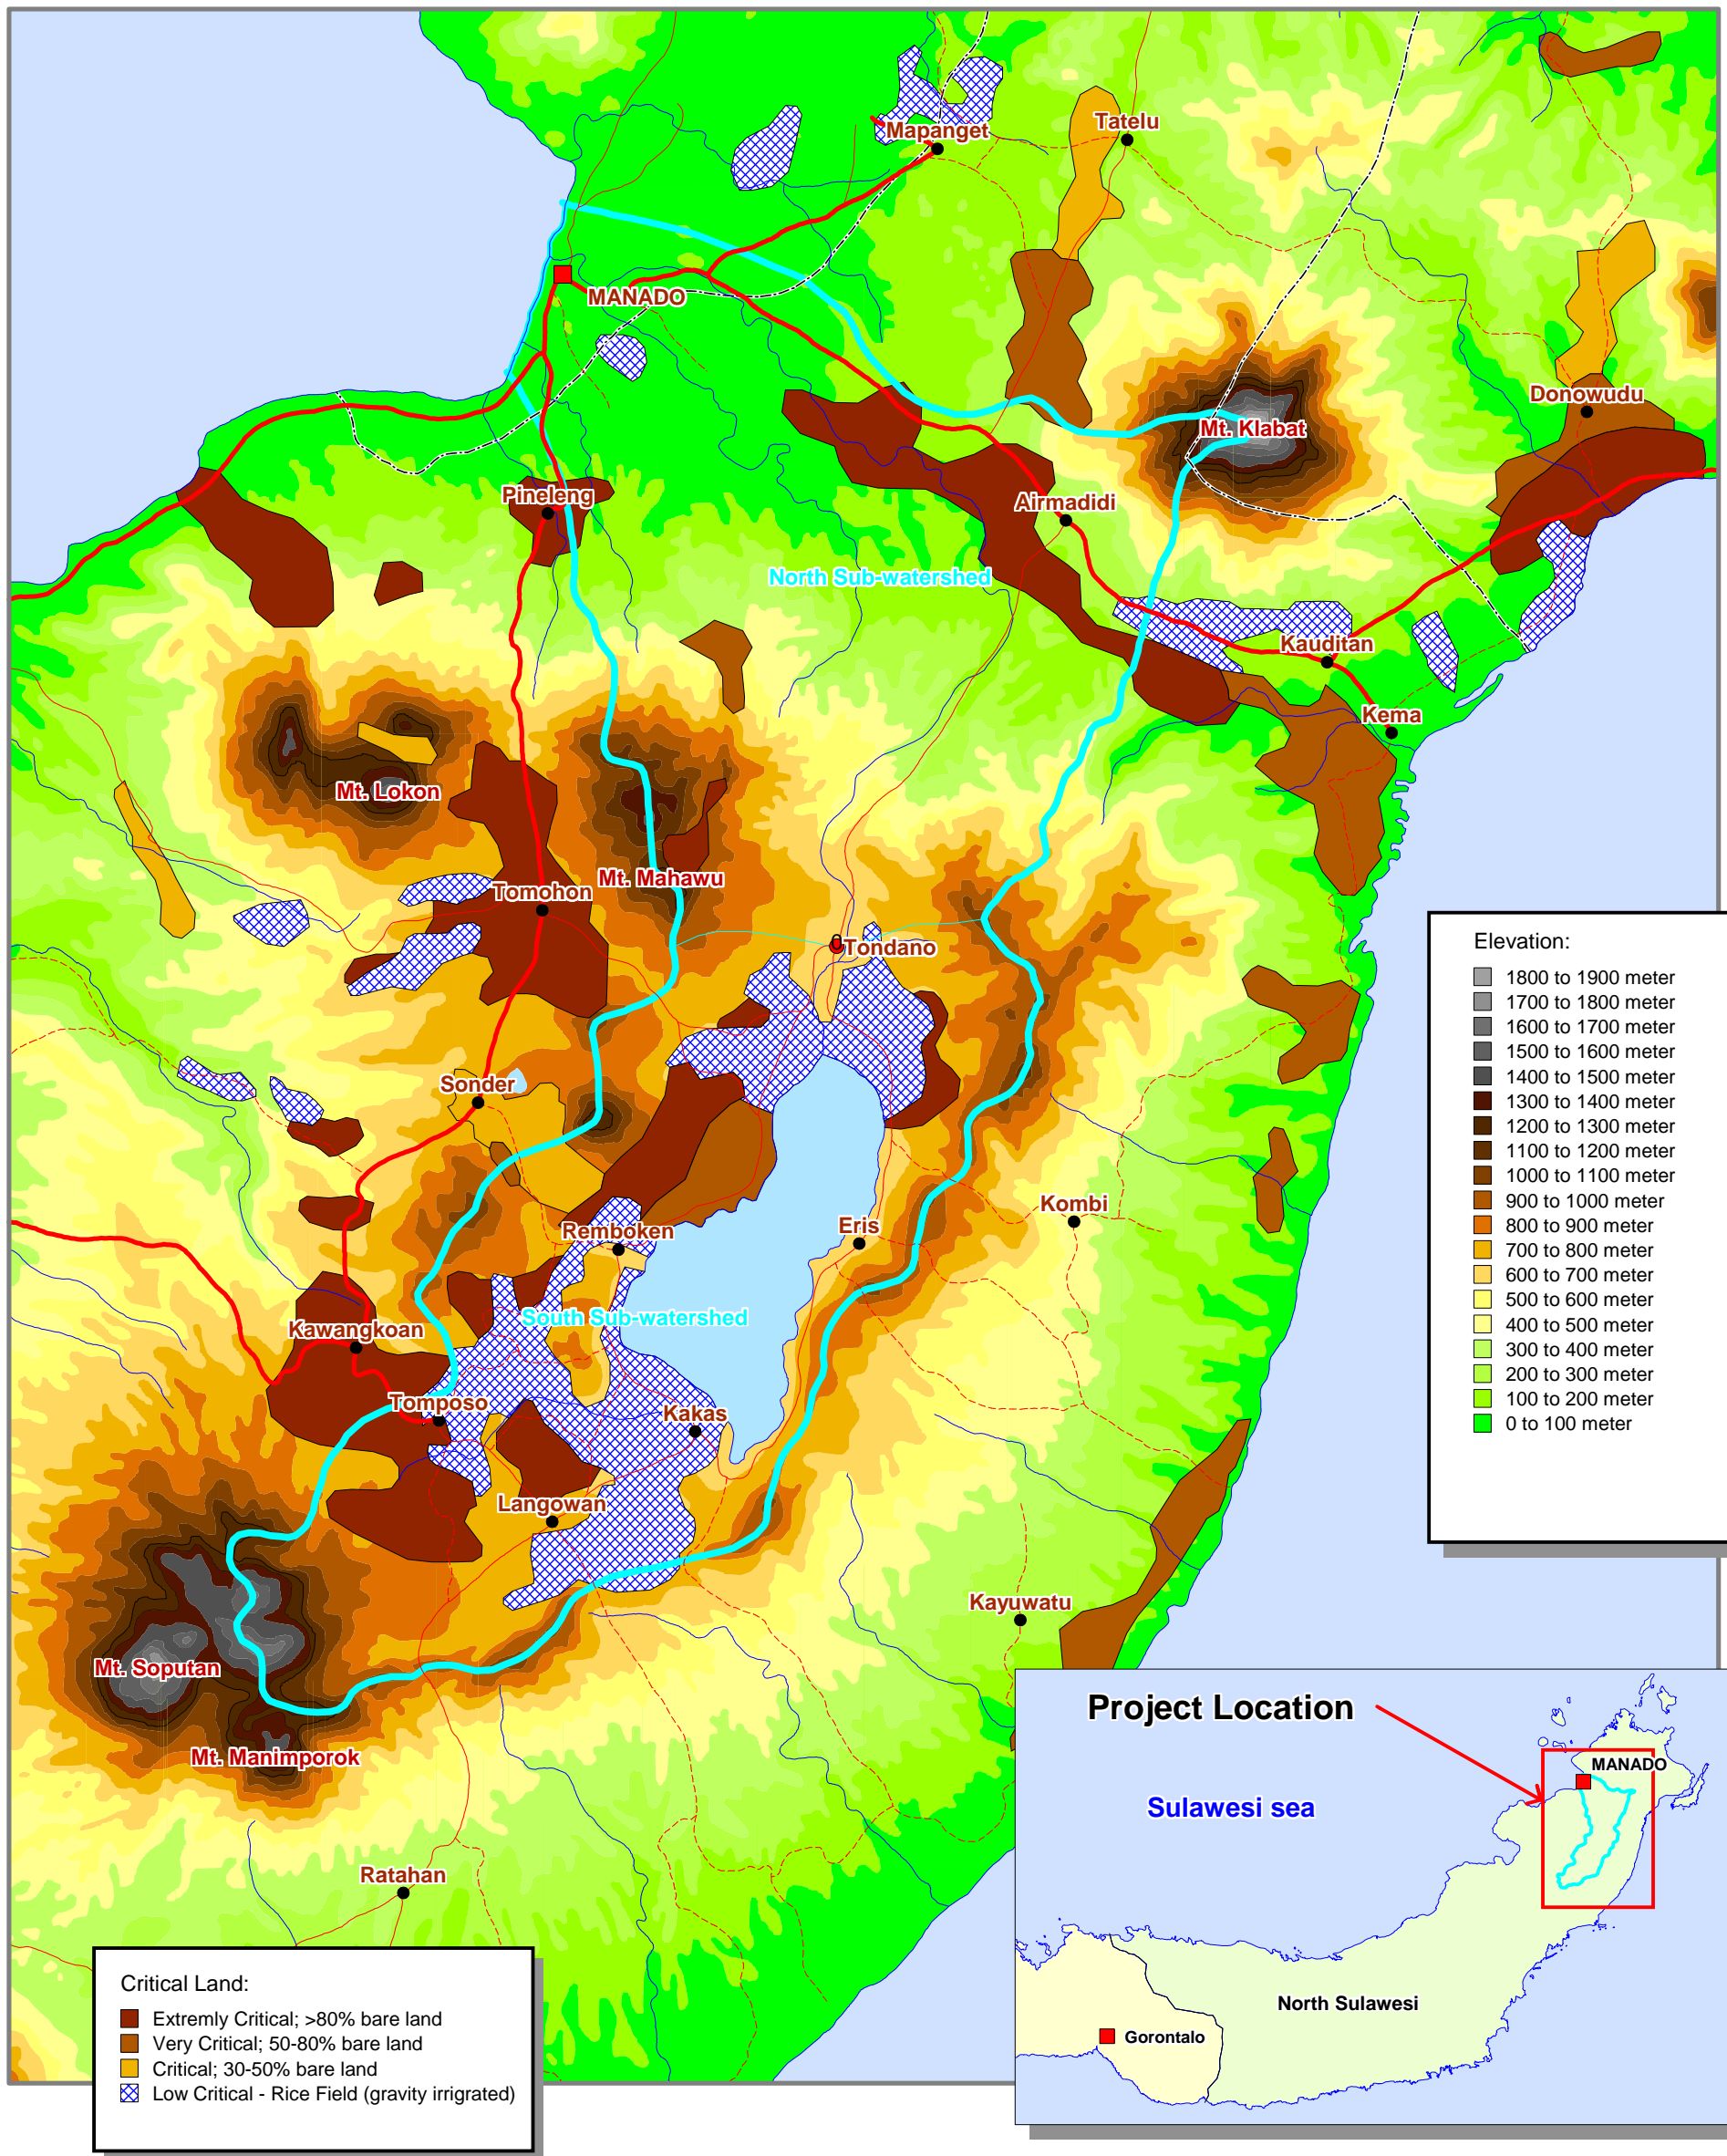 Mapanget
Tatelu
MANADO
Donowudu
Mt. Klabat
Pineleng
Airmadidi
North Sub-watershed
Kauditan
Kema
Mt. Lokon
Mt. Mahawu
Tomohon
Tondano
Elevation:
1800 to 1900 meter
1700 to 1800 meter
1600 to 1700 meter
1500 to 1600 meter
1400 to 1500 meter
1300 to 1400 meter
1200 to 1300 meter
1100 to 1200 meter
1000 to 1100 meter
900 to 1000 meter
800 to 900 meter
700 to 800 meter
600 to 700 meter
500 to 600 meter
400 to 500 meter
300 to 400 meter
200 to 300 meter
100 to 200 meter
0 to 100 meter
Sonder
Kombi
Eris
Remboken
South Sub-watershed
Kawangkoan
Tomposo
Kakas
Langowan
Kayuwatu
Mt. Soputan
Mt. Manimporok
Ratahan
Project Location
MANADO
Sulawesi sea
North Sulawesi
Gorontalo
Critical Land:
Extremly Critical; >80% bare land
Very Critical; 50-80% bare land
Critical; 30-50% bare land
Low Critical - Rice Field (gravity irrigrated)